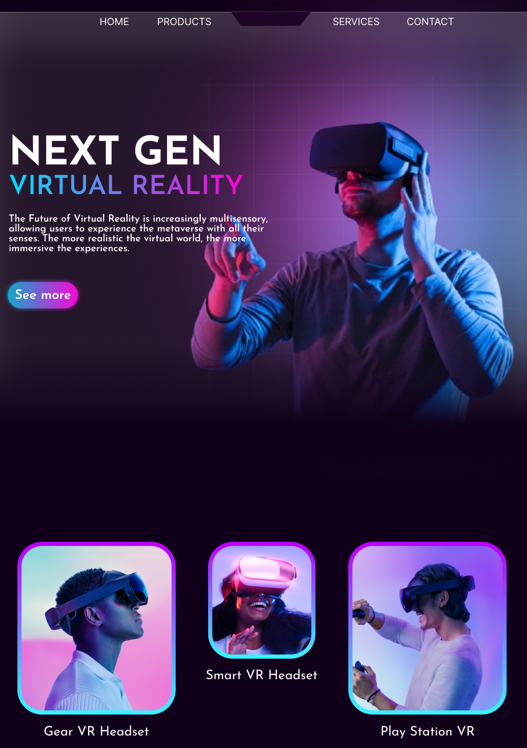 HOME PRODUCTS SERVICES CONTACT
NEXT GEN
VIRTUAL REALITY
The Future of Virtual Reality is increasingly multisensory,
allowing users to experience the metaverse with all their
senses. The more realistic the virtual world, the more
immersive the experiences.
See more
Smart VR Headset
Gear VR Headset
Play Station VR